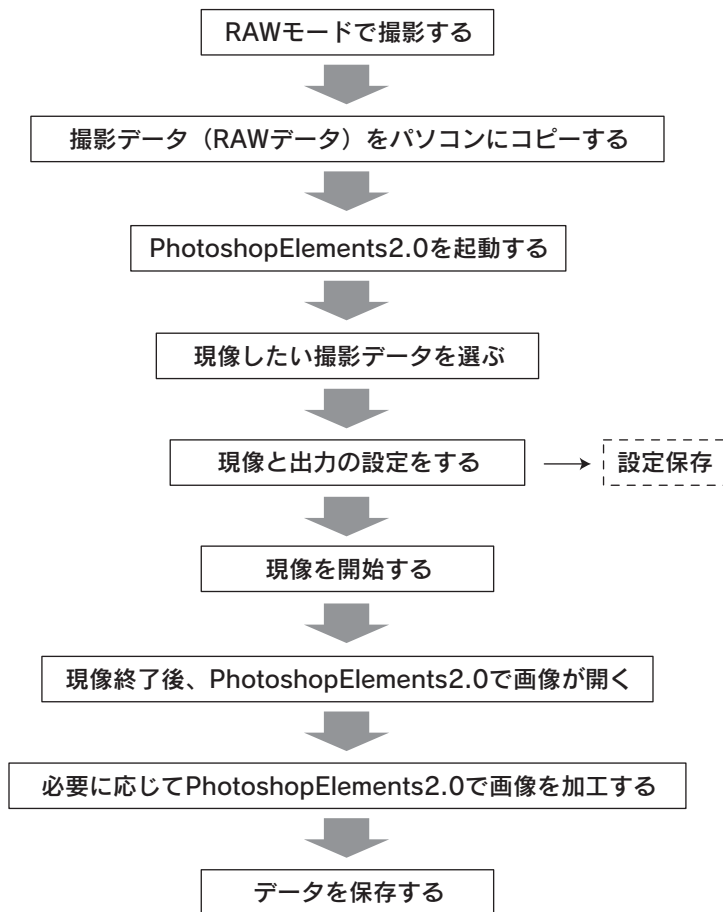 RAWモードで撮影する
撮影データ（RAWデータ）をパソコンにコピーする
PhotoshopElements2.0を起動する
現像したい撮影データを選ぶ
現像と出力の設定をする
設定保存
現像を開始する
現像終了後、PhotoshopElements2.0で画像が開く
必要に応じてPhotoshopElements2.0で画像を加工する
データを保存する